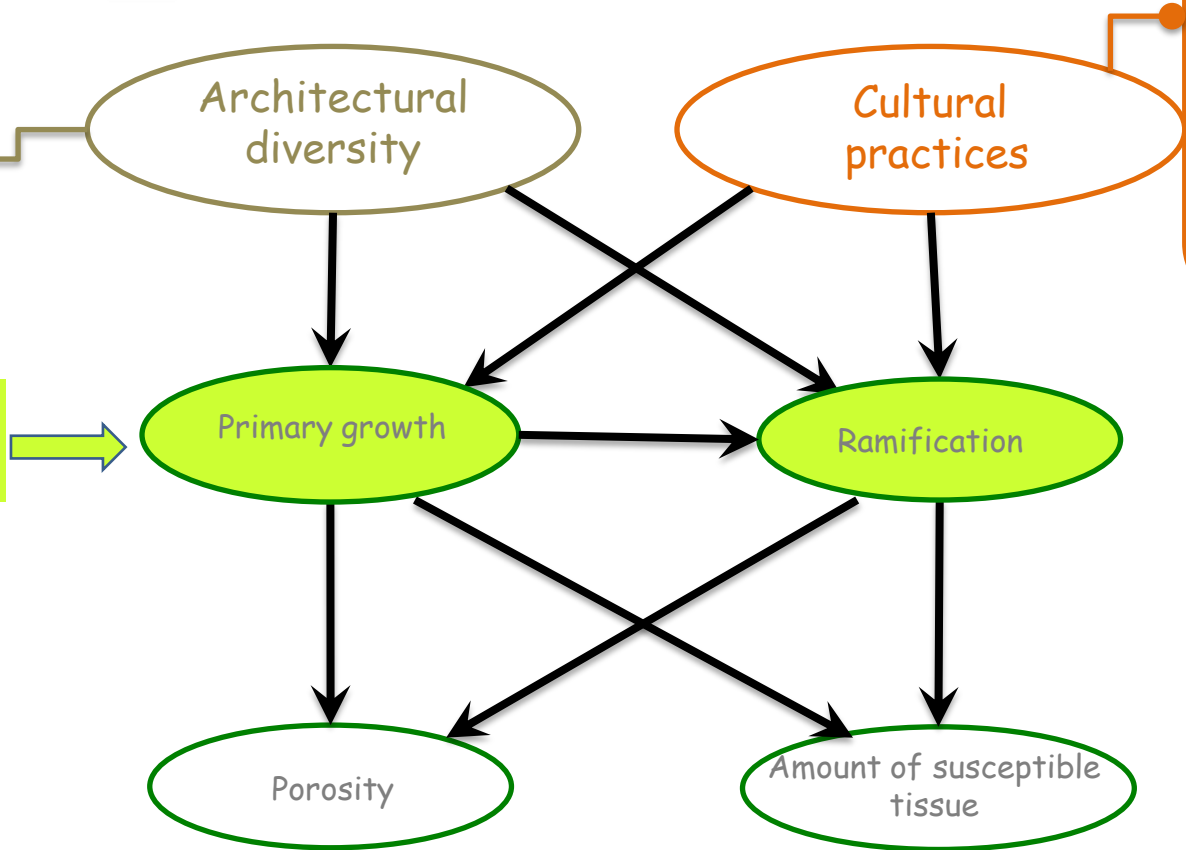 Architectural
diversity
Cultural
practices
Primary growth
Ramification
Porosity
Amount of susceptible
tissue